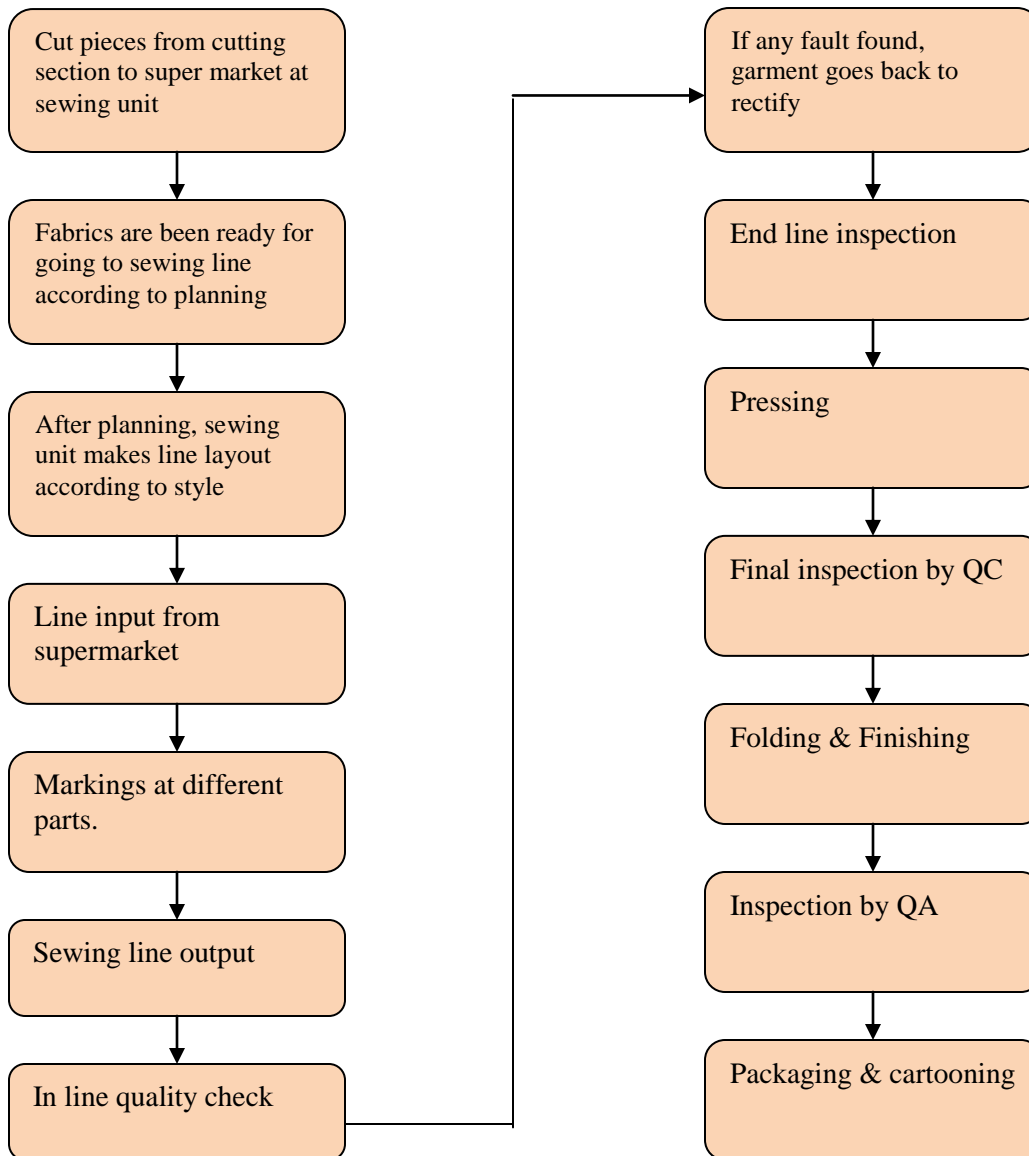 Cut pieces from cutting
section to super market at
sewing unit
Fabrics are been ready for
going to sewing line
according to planning
After planning, sewing
unit makes line layout
according to style
Line input from
supermarket
Markings at different
parts.
Sewing line output
In line quality check
If any fault found,
garment goes back to
rectify
End line inspection
Pressing
Final inspection by QC
Folding & Finishing
Inspection by QA
Packaging & cartooning